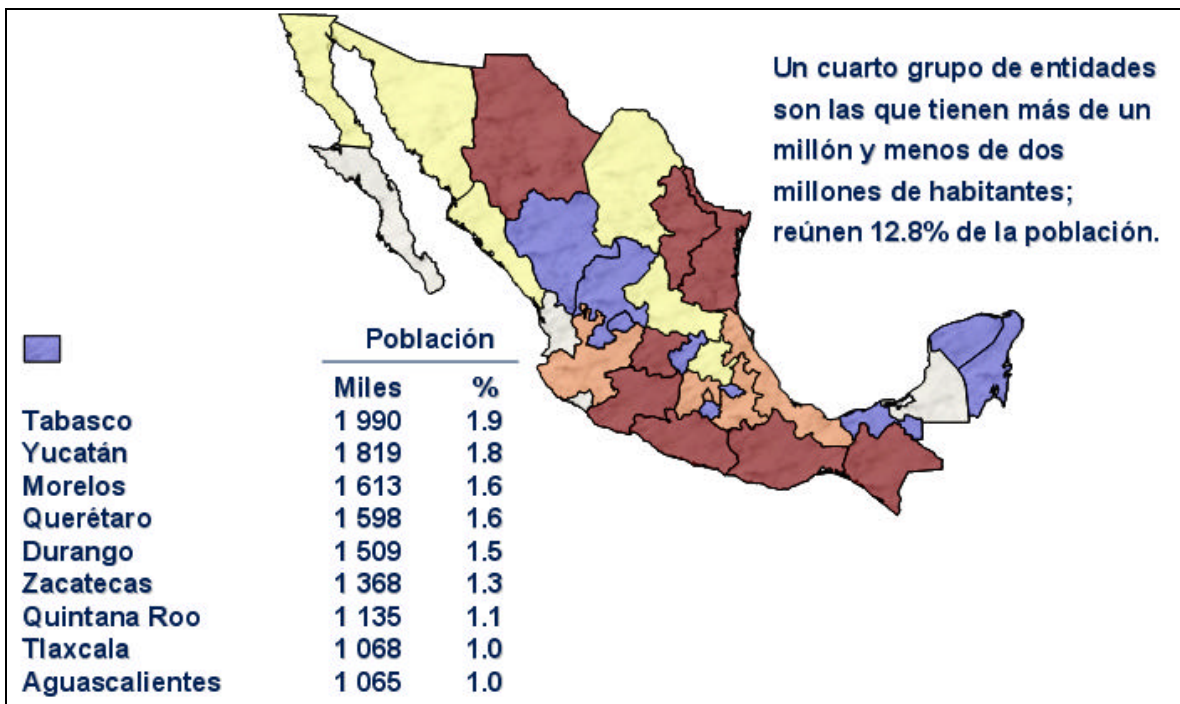 Un cuarto grupo de entidades
son las que tienen más de un
millón y menos de dos
millones de habitantes;
reúnen 12.8% de la población.
Población
Miles %
Tabasco 1 990 1.9
Yucatán 1 819 1.8
Morelos 1 613 1.6
Querétaro 1 598 1.6
Durango 1 509 1.5
Zacatecas 1 368 1.3
Quintana Roo 1 135 1.1
Tlaxcala 1 068 1.0
Aguascalientes 1 065 1.0